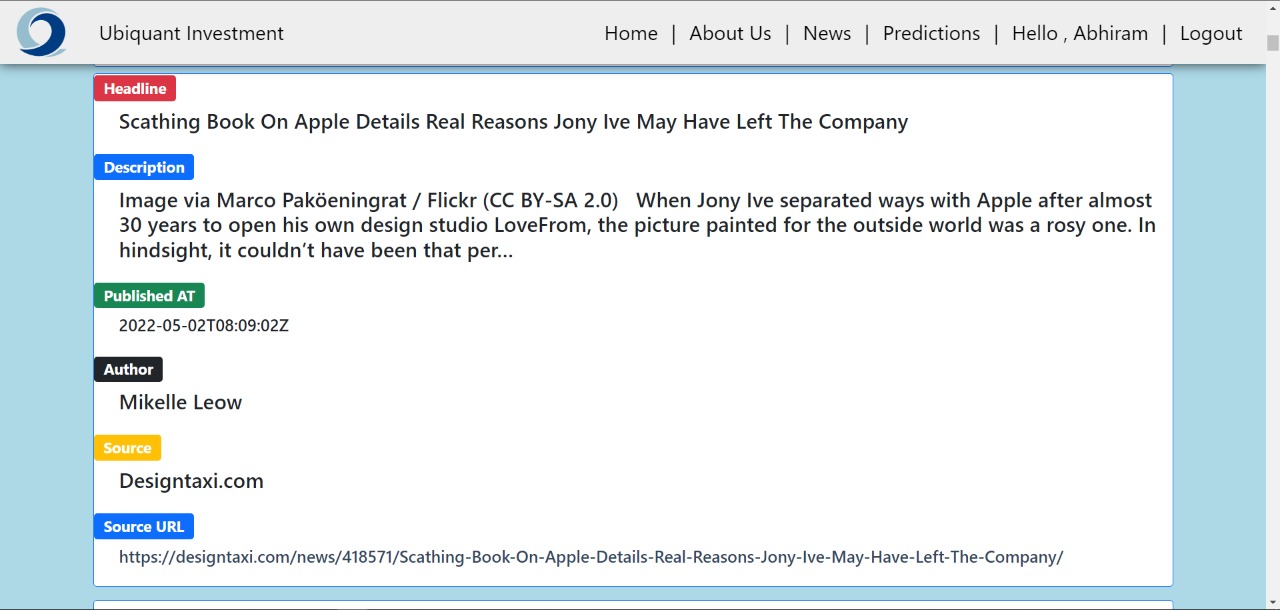 Ubiquant Investment
Home | About Us | News | Predictions | Hello , Abhiram | Logout
Headline
Scathing Book On Apple Details Real Reasons Jony Ive May Have Left The Company
Description
Image via Marco Paköeningrat / Flickr (CC BY-SA 2.0)   When Jony Ive separated ways with Apple after almost
30 years to open his own design studio LoveFrom, the picture painted for the outside world was a rosy one. In
hindsight, it couldn’t have been that per…
Published AT
2022-05-02T08:09:02Z
Author
Mikelle Leow
Source
Designtaxi.com
Source URL
https://designtaxi.com/news/418571/Scathing-Book-On-Apple-Details-Real-Reasons-Jony-Ive-May-Have-Left-The-Company/